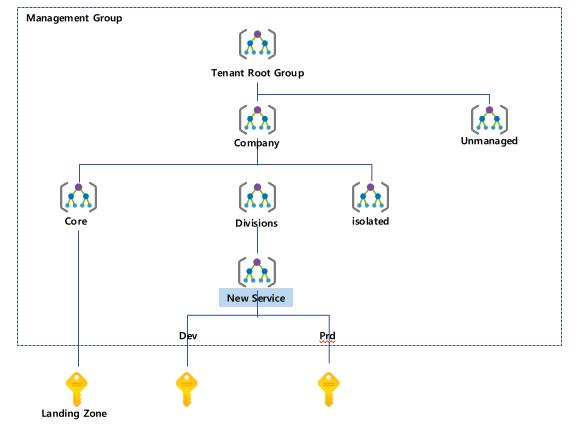 Management Group
Tenant Root Group
Company
Unmanaged
Core
Divisions
isolated
New Service
Dev
Prd
Landing Zone